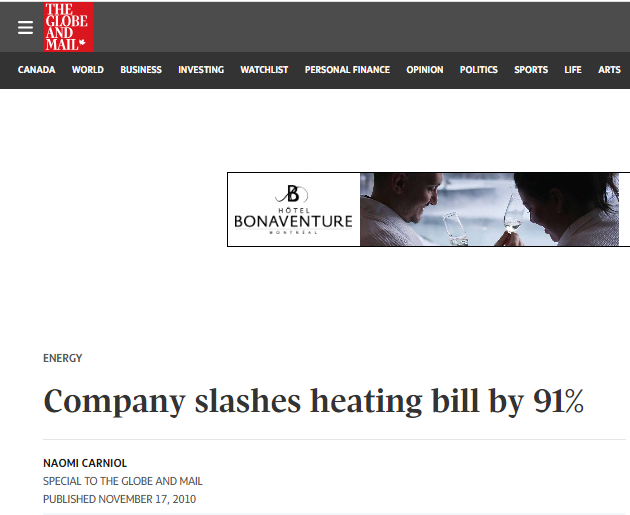 THE
GLOBE
AND
MAIL
CANADA WORLD BUSINESS INVESTING WATCHLIST PERSONAL FINANCE OPINION POLITICS SPORTS LIFE ARTS
B
HÔTEL
BONAVENTURE
MONTRÉAL
ENERGY
Company slashes heating bill by 91%
NAOMI CARNIOL
SPECIAL TO THE GLOBE AND MAIL
PUBLISHED NOVEMBER 17, 2010